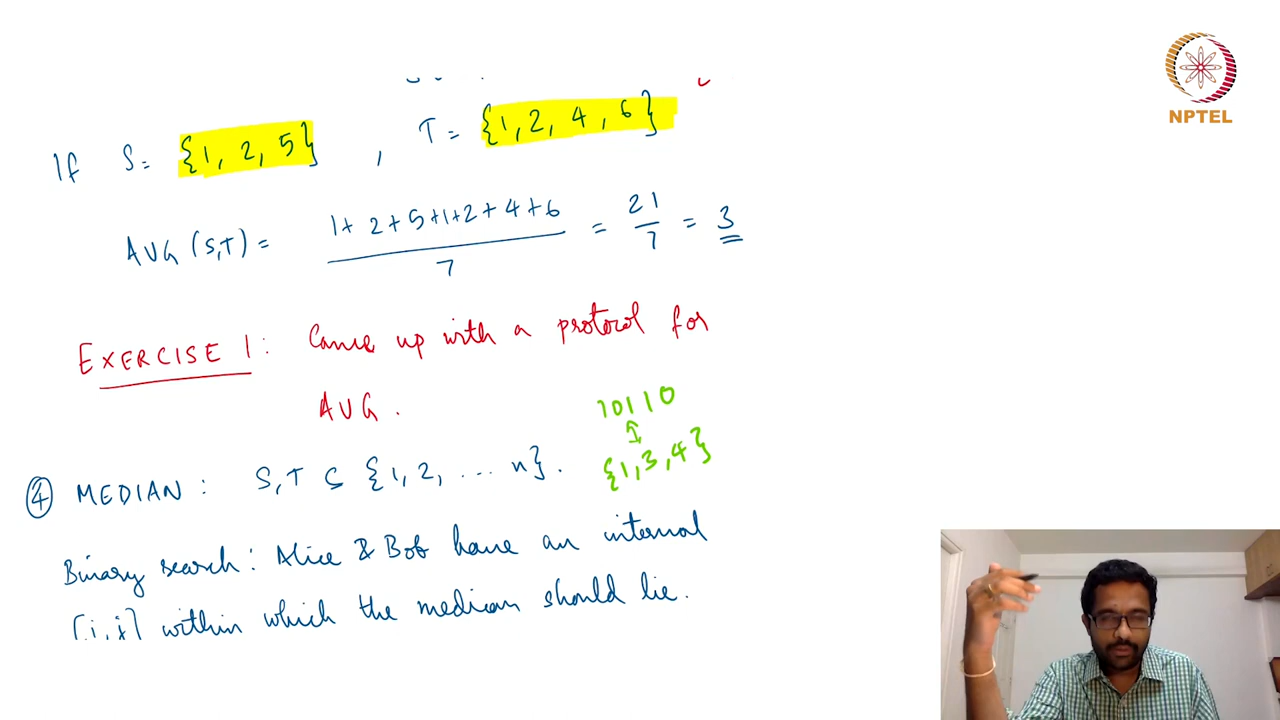 NPTEL
If S= {1, 2, 5} , T= {1, 2, 4, 6}
AVG (S,T) = 1+2+5+1+2+4+6 / 7 = 21/7 = 3
EXERCISE 1: Come up with a protocol for
AVG.
10110
↕
{1,3,4}
④ MEDIAN: S,T ⊆ {1, 2, ... n}.
Binary search: Alice & Bob have an interval
[i, j] within which the median should lie.